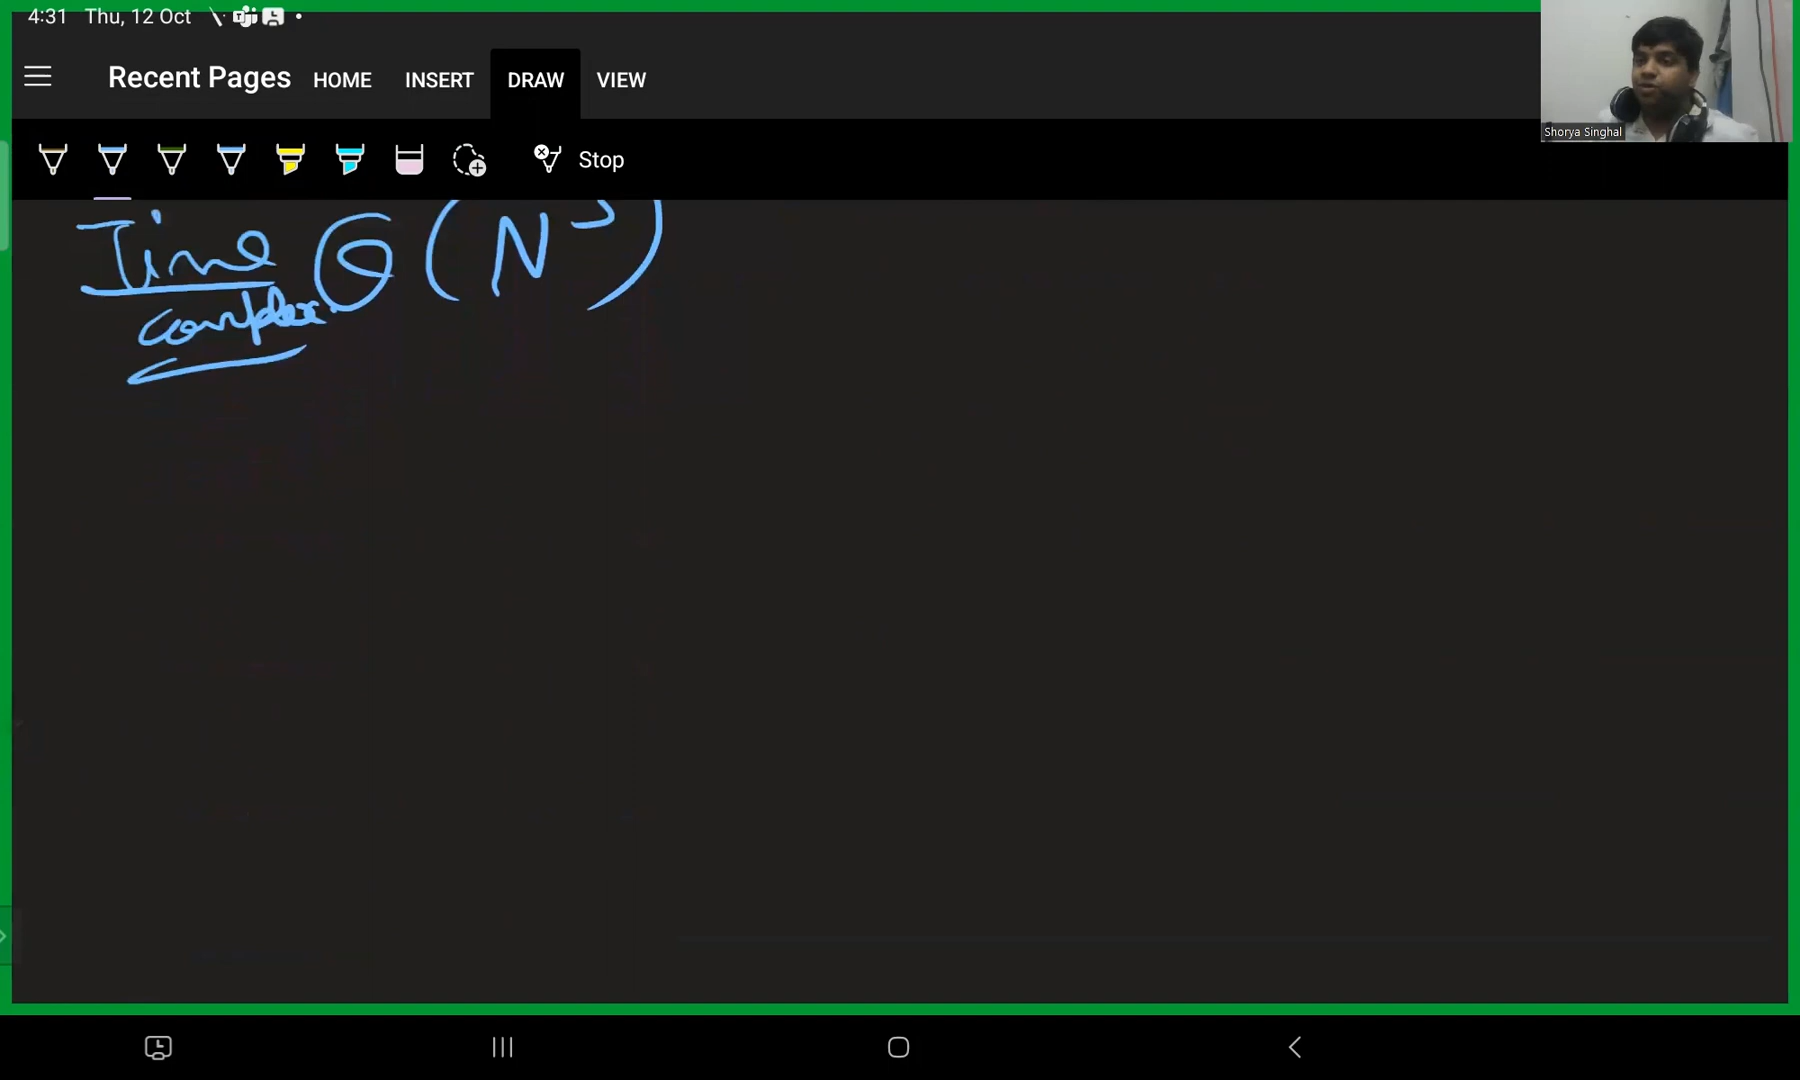 4:31 Thu, 12 Oct
Recent Pages HOME INSERT DRAW VIEW
Shorya Singhal
Stop
Time Θ (N³)
complex.